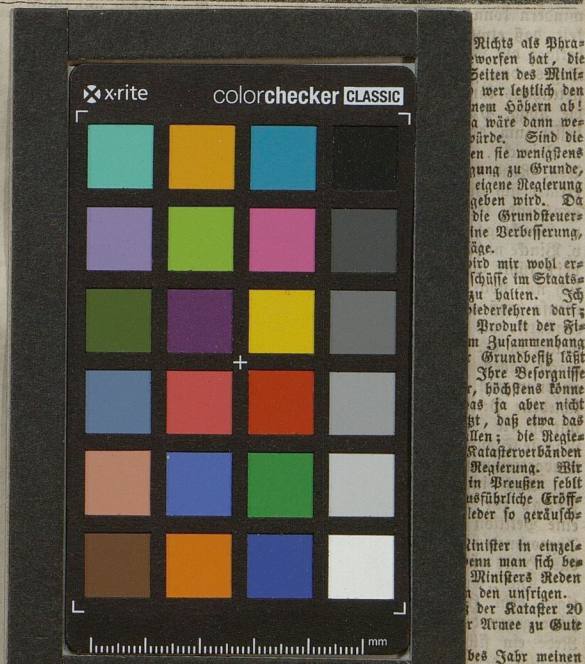 x·rite colorchecker CLASSIC
mm
Nichts als Phra⸗
worfen hat, die
Seiten des Mini⸗
wer letztlich den
nem Höhern ab!
a wäre dann we⸗
würde. Sind die
en sie wenigstens
gung zu Grunde,
eigene Regierung
geben wird. Da
die Grundsteuer⸗
ine Verbesserung,
äge.
ird mir wohl er⸗
schüsse im Staats⸗
zu halten. Ich
iederkehren darf;
Produkt der Fi⸗
m Zusammenhang
Grundbesitz läßt
Ihre Besorgnisse
r, höchstens könne
as ja aber nicht
tzt, daß etwa das
llen; die Regie⸗
Katasterverbänden
Regierung. Wir
in Preußen fehlt
usführliche Eröff⸗
leder so geräusch⸗
Minister in einzel⸗
enn man sich be⸗
Ministers Reden
n den unsrigen.
der Kataster 20
r Armee zu Gute
des Jahr meinen